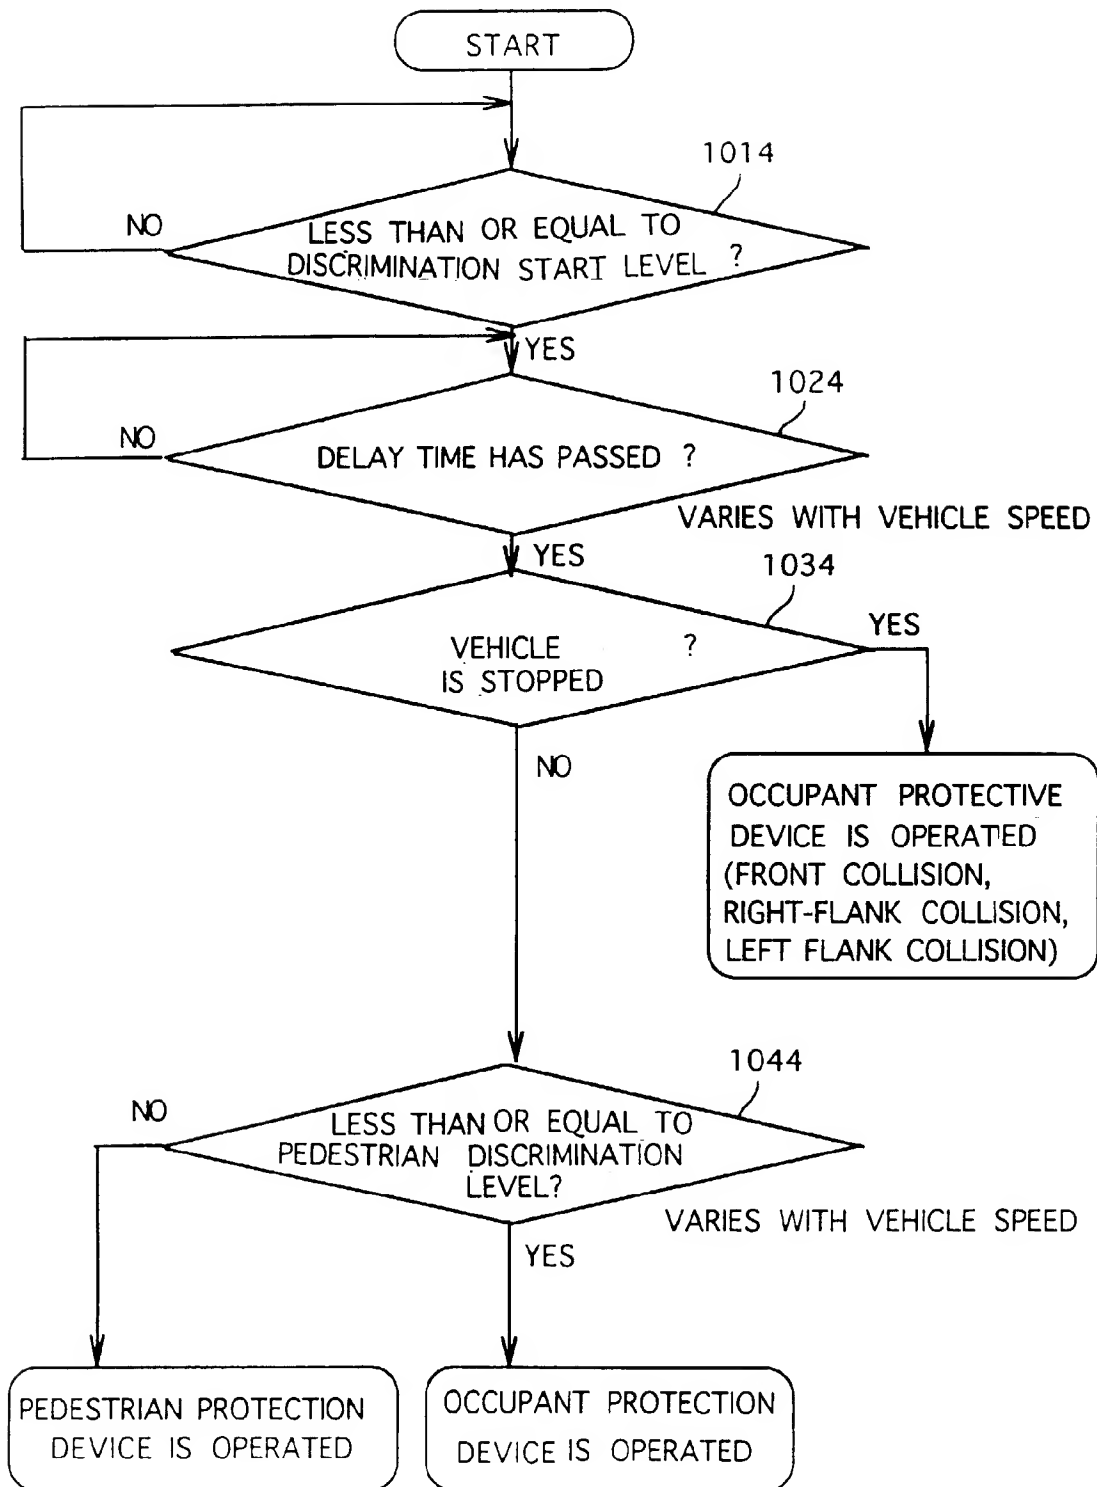 START
1014
NO
LESS THAN OR EQUAL TO
DISCRIMINATION START LEVEL ?
YES
1024
NO
DELAY TIME HAS PASSED ?
VARIES WITH VEHICLE SPEED
YES
1034
YES
VEHICLE ?
IS STOPPED
NO
OCCUPANT PROTECTIVE
DEVICE IS OPERATED
(FRONT COLLISION,
RIGHT-FLANK COLLISION,
LEFT FLANK COLLISION)
1044
NO
LESS THAN OR EQUAL TO
PEDESTRIAN DISCRIMINATION
LEVEL?
VARIES WITH VEHICLE SPEED
YES
PEDESTRIAN PROTECTION
DEVICE IS OPERATED
OCCUPANT PROTECTION
DEVICE IS OPERATED